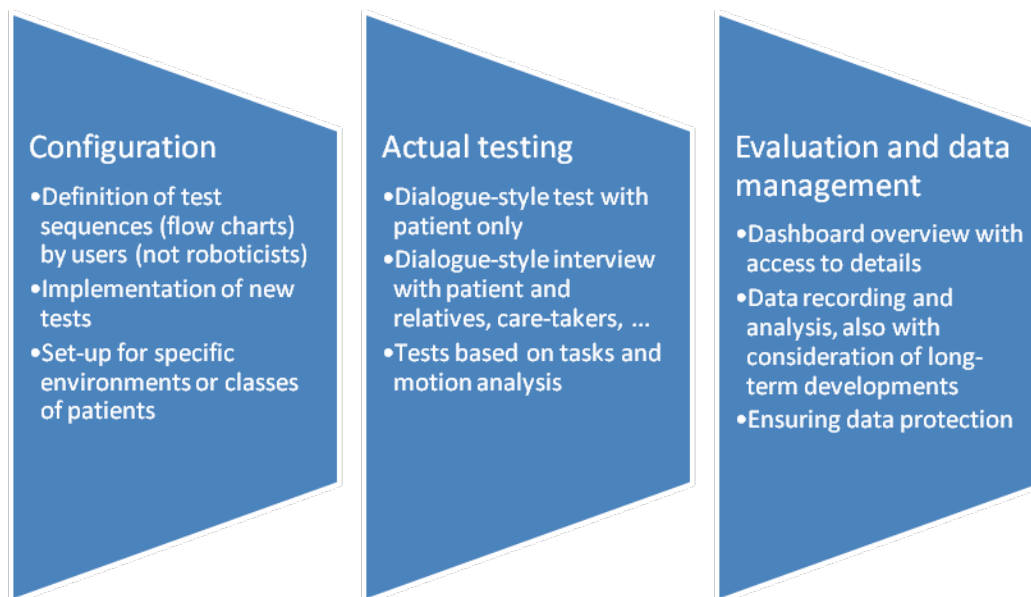 Configuration
•Definition of test
sequences (flow charts)
by users (not roboticists)
•Implementation of new
tests
•Set-up for specific
environments or classes
of patients
Actual testing
•Dialogue-style test with
patient only
•Dialogue-style interview
with patient and
relatives, care-takers, ...
•Tests based on tasks and
motion analysis
Evaluation and data
management
•Dashboard overview with
access to details
•Data recording and
analysis, also with
consideration of long-
term developments
•Ensuring data protection